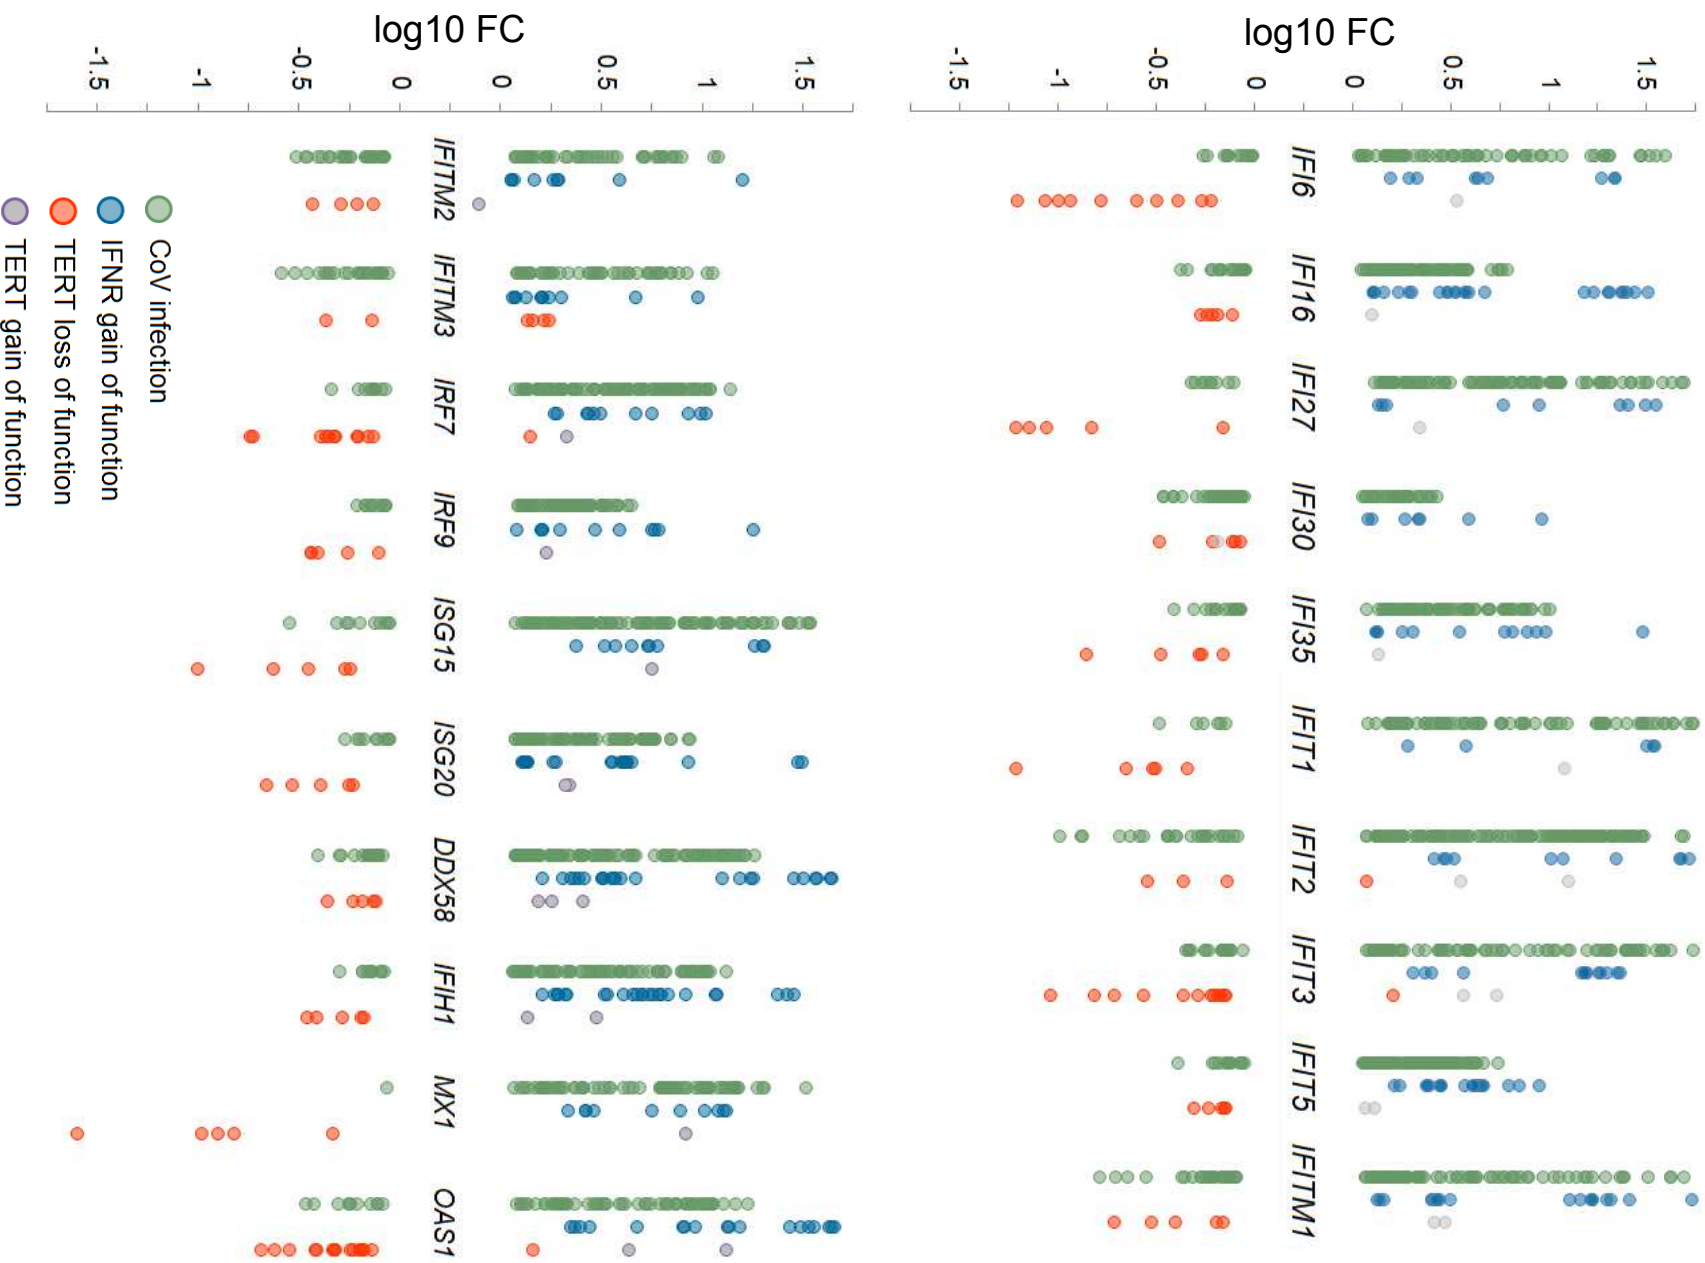 log10 FC
-1.5
-1
-0.5
0
0
0.5
1
1.5
IFITM2
IFITM3
IRF7
IRF9
ISG15
ISG20
DDX58
IFIH1
MX1
OAS1
CoV infection
IFNR gain of function
TERT loss of function
TERT gain of function
log10 FC
-1.5
-1
-0.5
0
0
0.5
1
1.5
IFI6
IFI16
IFI27
IFI30
IFI35
IFIT1
IFIT2
IFIT3
IFIT5
IFITM1